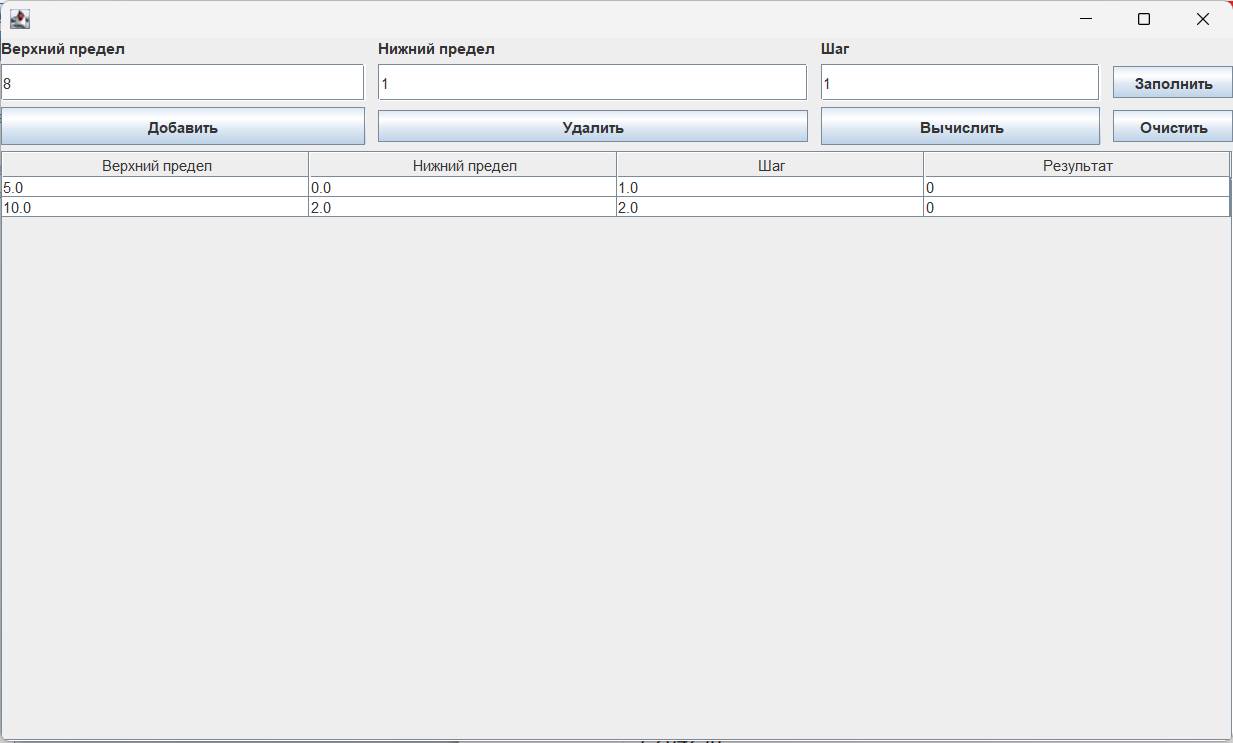 Верхний предел Нижний предел Шаг
8 1 1 Заполнить
Добавить Удалить Вычислить Очистить
Верхний предел Нижний предел Шаг Результат
5.0 0.0 1.0 0
10.0 2.0 2.0 0